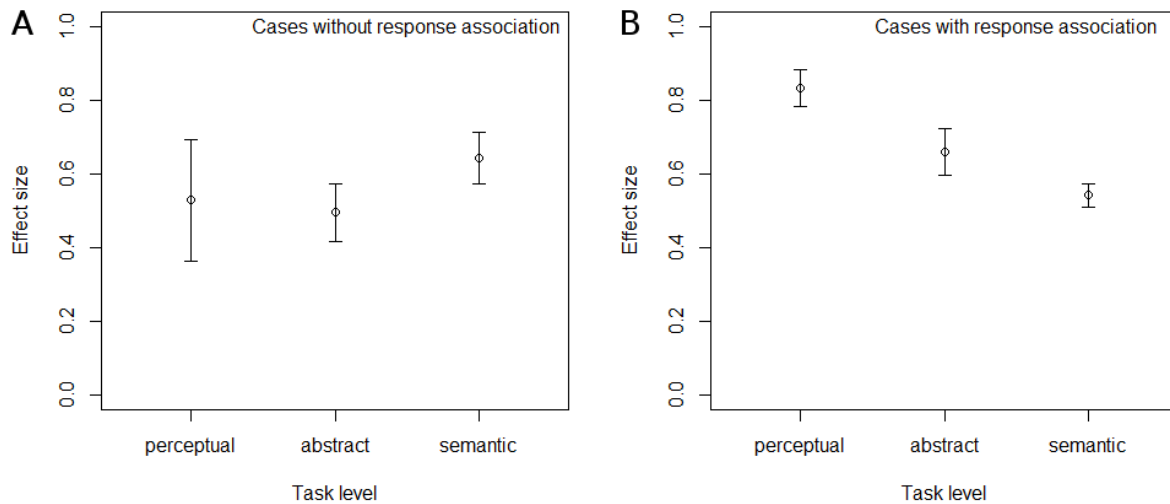 A
Cases without response association
Effect size
1.0
0.8
0.6
0.4
0.2
0.0
perceptual abstract semantic
Task level
B
Cases with response association
Effect size
1.0
0.8
0.6
0.4
0.2
0.0
perceptual abstract semantic
Task level